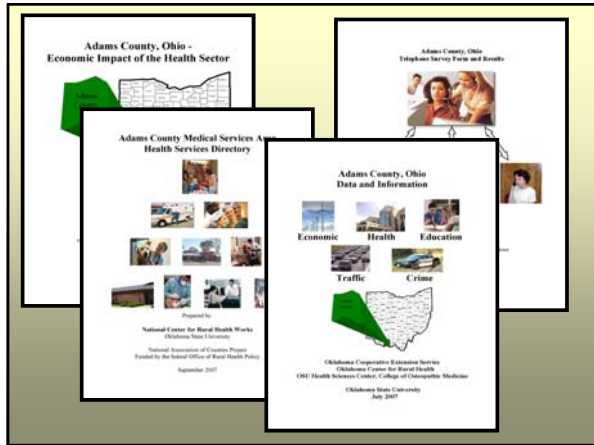 Adams County, Ohio -
Economic Impact of the Health Sector
Adams
County
Adams County, Ohio
Telephone Survey Form and Results
Adams County Medical Services Area
Health Services Directory
Prepared by
National Center for Rural Health Works
Oklahoma State University
National Association of Counties Project
Funded by the federal Office of Rural Health Policy
September 2007
Adams County, Ohio
Data and Information
Economic Health Education
Traffic Crime
Oklahoma Cooperative Extension Service
Oklahoma Center for Rural Health
OSU Health Sciences Center, College of Osteopathic Medicine
Oklahoma State University
July 2007